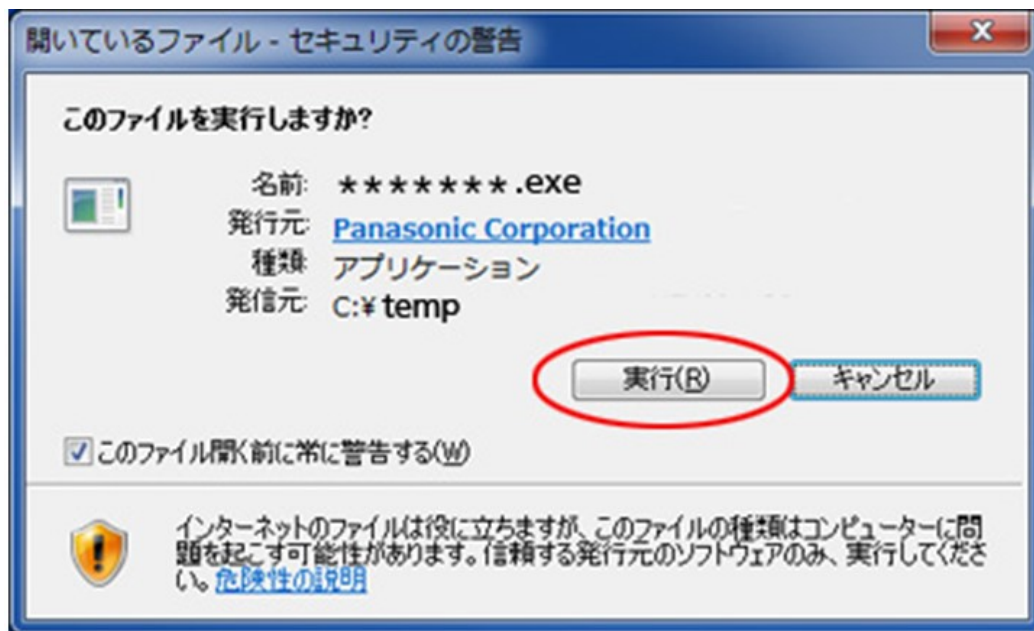 開いているファイル - セキュリティの警告
x
このファイルを実行しますか?
名前: *******.exe
発行元: Panasonic Corporation
種類: アプリケーション
発信元: C:¥temp
実行(R) キャンセル
このファイル開く前に常に警告する(W)
インターネットのファイルは役に立ちますが、このファイルの種類はコンピューターに問
題を起こす可能性があります。信頼する発行元のソフトウェアのみ、実行してくださ
い。危険性の説明